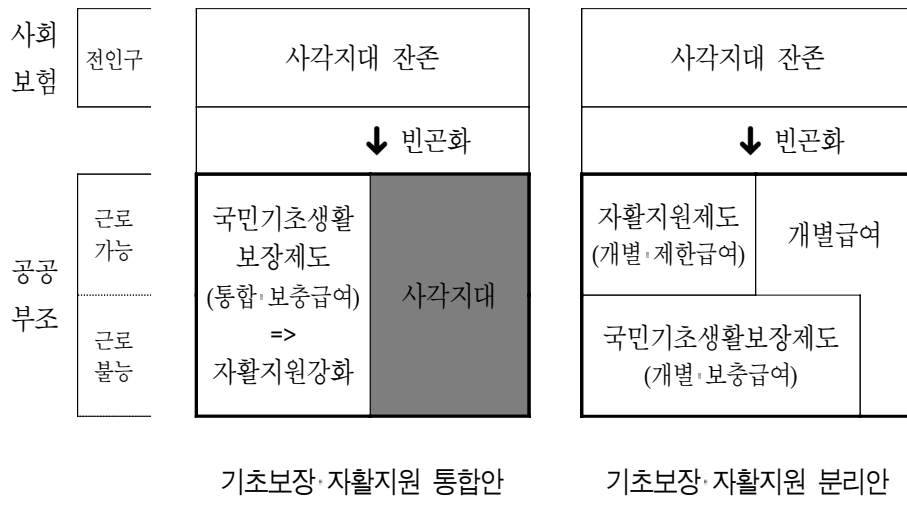 사회
보험
전인구
사각지대 잔존
사각지대 잔존
↓ 빈곤화
↓ 빈곤화
공공
부조
근로
가능
근로
불능
국민기초생활
보장제도
(통합·보충급여)
=>
자활지원강화
사각지대
자활지원제도
(개별·제한급여)
개별급여
국민기초생활보장제도
(개별·보충급여)
기초보장·자활지원 통합안
기초보장·자활지원 분리안